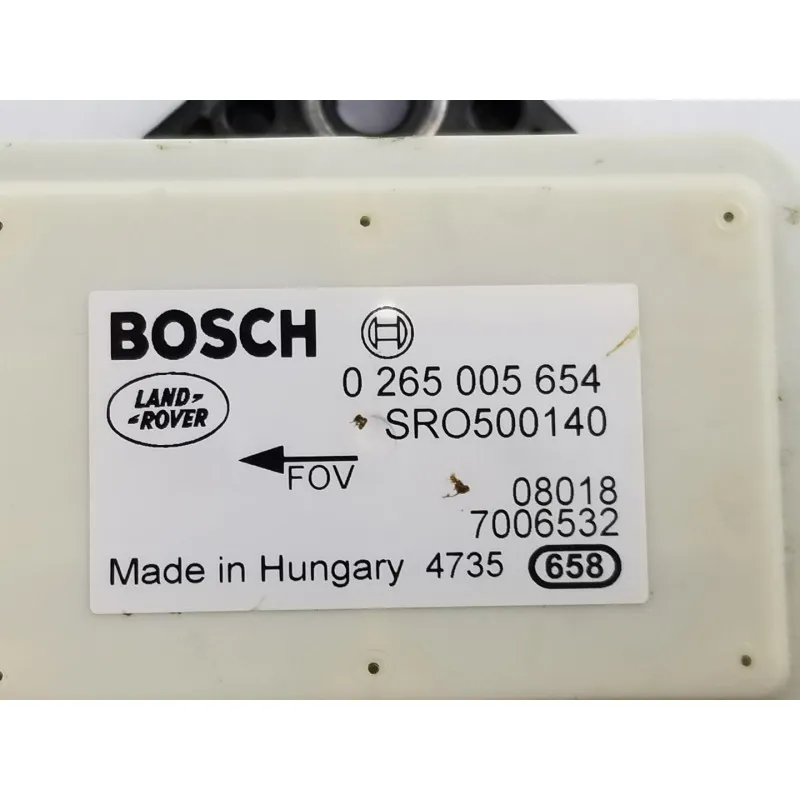 BOSCH
0 265 005 654
LAND-
-ROVER
SRO500140
FOV
08018
7006532
Made in Hungary 4735 658